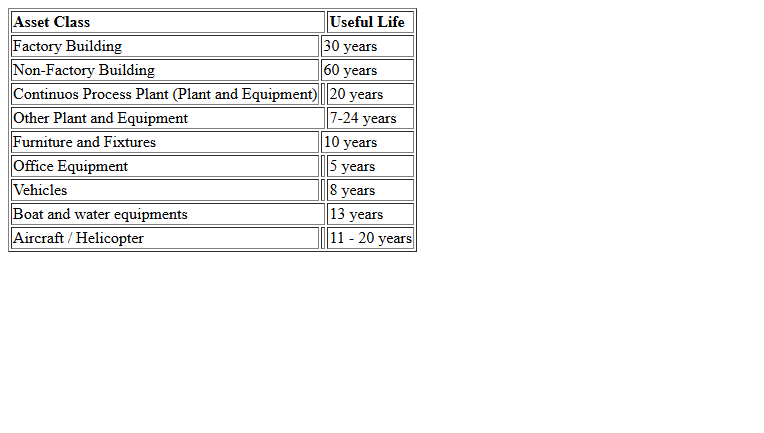 Asset Class Useful Life
Factory Building 30 years
Non-Factory Building 60 years
Continuos Process Plant (Plant and Equipment) 20 years
Other Plant and Equipment 7-24 years
Furniture and Fixtures 10 years
Office Equipment 5 years
Vehicles 8 years
Boat and water equipments 13 years
Aircraft / Helicopter 11 - 20 years